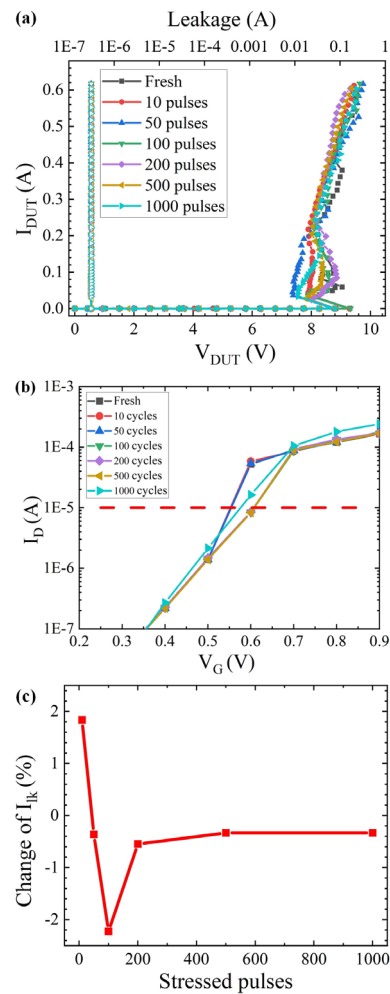 (a)
Leakage (A)
1E-7 1E-6 1E-5 1E-4 0.001 0.01 0.1 1
I_DUT (A)
0.6
0.5
0.4
0.3
0.2
0.1
0.0
Fresh
10 pulses
50 pulses
100 pulses
200 pulses
500 pulses
1000 pulses
0 2 4 6 8 10
V_DUT (V)
(b)
I_D (A)
1E-3
1E-4
1E-5
1E-6
1E-7
Fresh
10 cycles
50 cycles
100 cycles
200 cycles
500 cycles
1000 cycles
0.2 0.3 0.4 0.5 0.6 0.7 0.8 0.9
V_G (V)
(c)
Change of I_lk (%)
2
1
0
-1
-2
0 200 400 600 800 1000
Stressed pulses